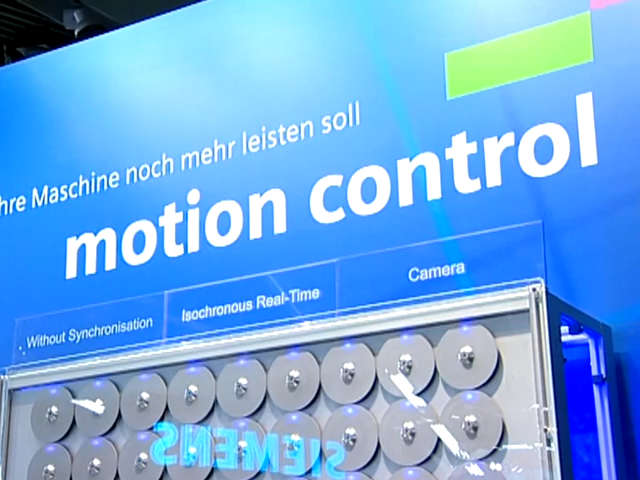 hre Maschine noch mehr leisten soll
motion control
Without Synchronisation
Isochronous Real-Time
Camera
SIEMENS